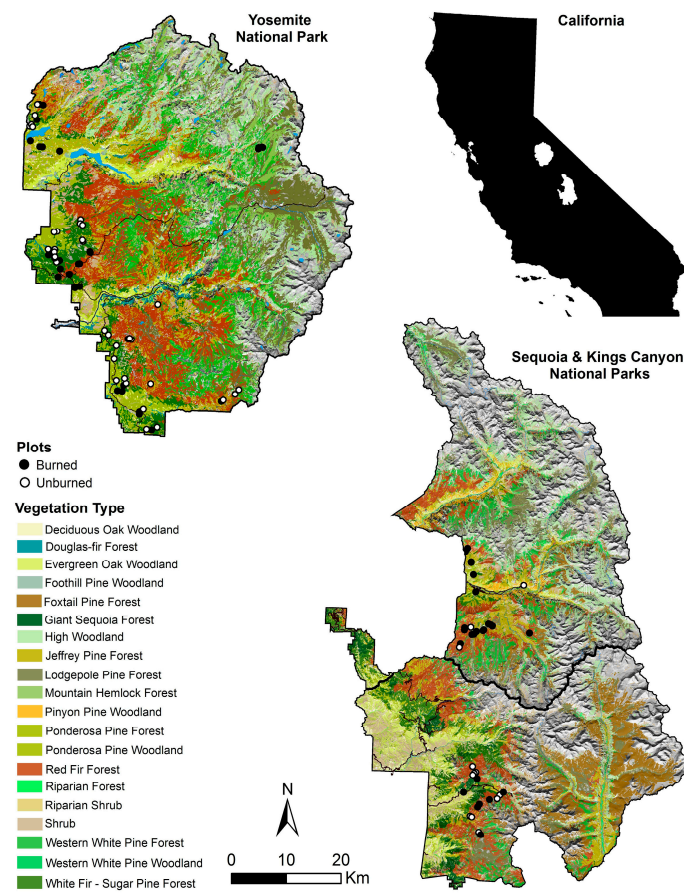 Yosemite
National Park
California
Sequoia & Kings Canyon
National Parks
Plots
Burned
Unburned
Vegetation Type
Deciduous Oak Woodland
Douglas-fir Forest
Evergreen Oak Woodland
Foothill Pine Woodland
Foxtail Pine Forest
Giant Sequoia Forest
High Woodland
Jeffrey Pine Forest
Lodgepole Pine Forest
Mountain Hemlock Forest
Pinyon Pine Woodland
Ponderosa Pine Forest
Ponderosa Pine Woodland
Red Fir Forest
Riparian Forest
Riparian Shrub
Shrub
Western White Pine Forest
Western White Pine Woodland
White Fir - Sugar Pine Forest
N
0 10 20
Km